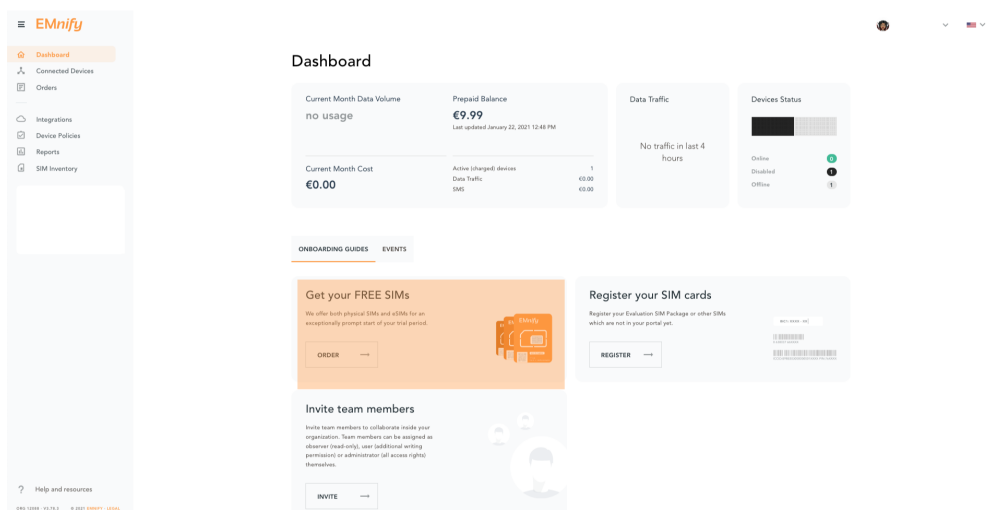 EMnify
Dashboard
Connected Devices
Orders
Integrations
Device Policies
Reports
SIM Inventory
Help and resources
Dashboard
Current Month Data Volume
no usage
Prepaid Balance
€9.99
Last updated January 22, 2021 12:48 PM
Current Month Cost
€0.00
Active (charged) devices 1
Data Traffic €0.00
SMS €0.00
Data Traffic
No traffic in last 4
hours
Devices Status
Online 0
Disabled 1
Offline 1
ONBOARDING GUIDES EVENTS
Get your FREE SIMs
We offer both physical SIMs and eSIMs for an
exceptionally prompt start of your trial period.
ORDER
EMnify
Register your SIM cards
Register your Evaluation SIM Package or other SIMs
which are not in your portal yet.
REGISTER
Invite team members
Invite team members to collaborate inside your
organization. Team members can be assigned as
observer (read-only), user (additional writing
permission) or administrator (all access rights)
themselves.
INVITE